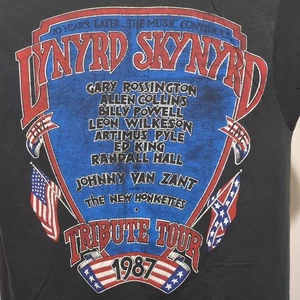 10 YEARS LATER... THE MUSIC CONTINUES
LYNYRD SKYNYRD
GARY ROSSINGTON
ALLEN COLLINS
BILLY POWELL
LEON WILKESON
ARTIMUS PYLE
ED KING
RANDALL HALL
JOHNNY VAN ZANT
THE NEW HONKETTES
TRIBUTE TOUR
1987